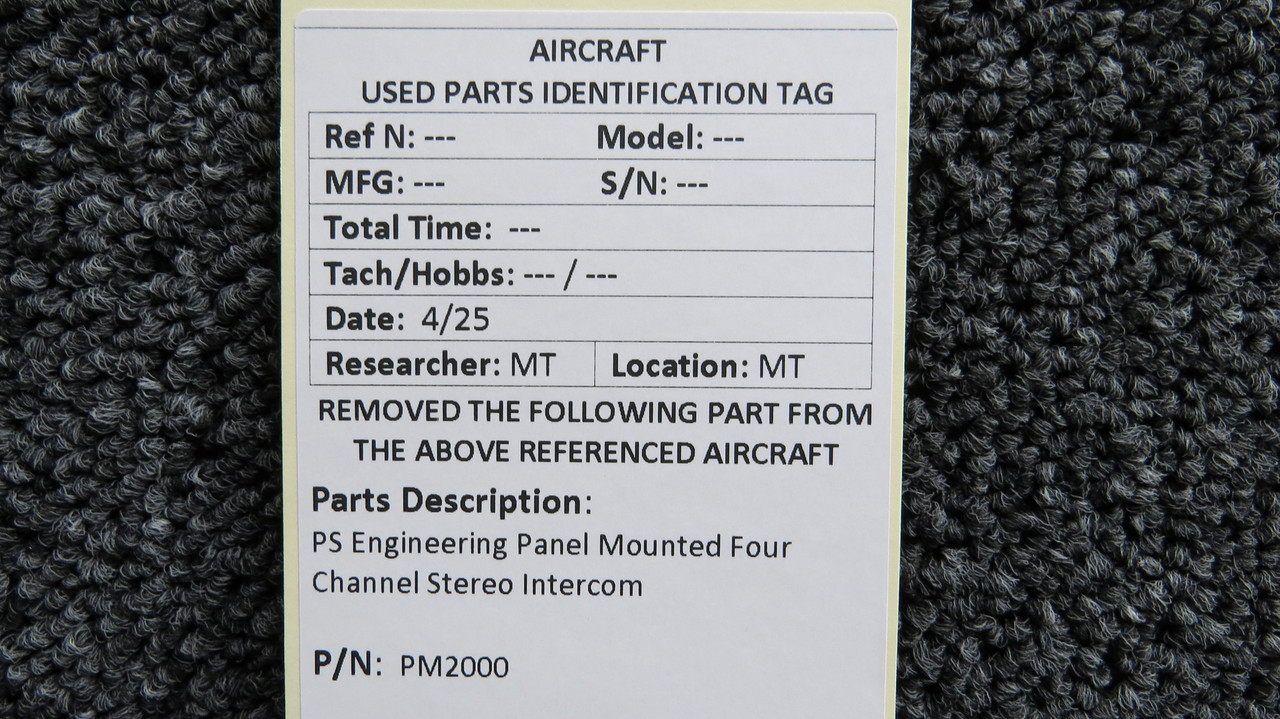 AIRCRAFT
USED PARTS IDENTIFICATION TAG
Ref N: --- Model: ---
MFG: --- S/N: ---
Total Time: ---
Tach/Hobbs: --- / ---
Date: 4/25
Researcher: MT Location: MT
REMOVED THE FOLLOWING PART FROM
THE ABOVE REFERENCED AIRCRAFT
Parts Description:
PS Engineering Panel Mounted Four
Channel Stereo Intercom
P/N: PM2000